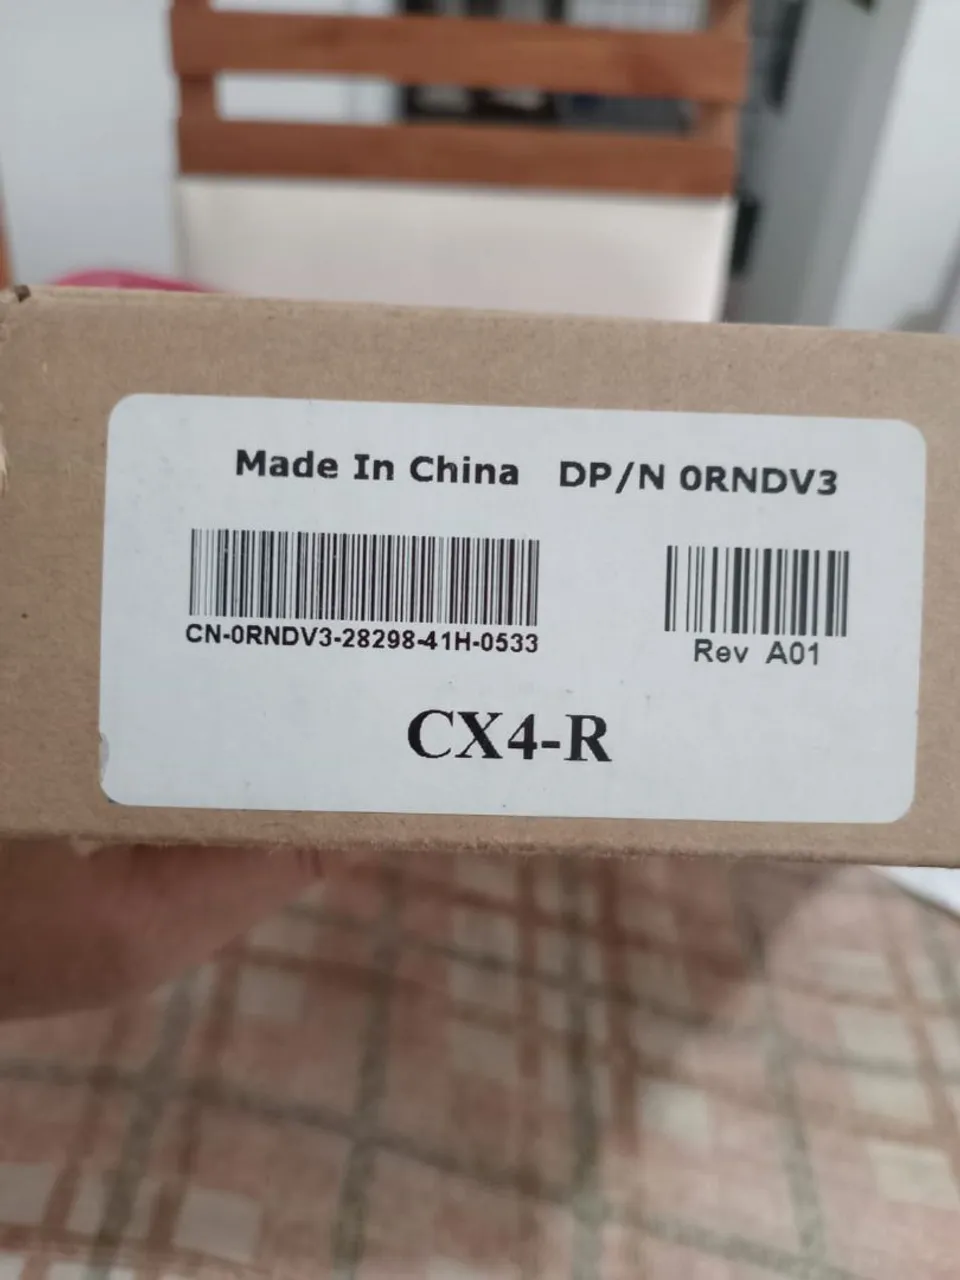 Made In China DP/N 0RNDV3
CN-0RNDV3-28298-41H-0533
Rev A01
CX4-R